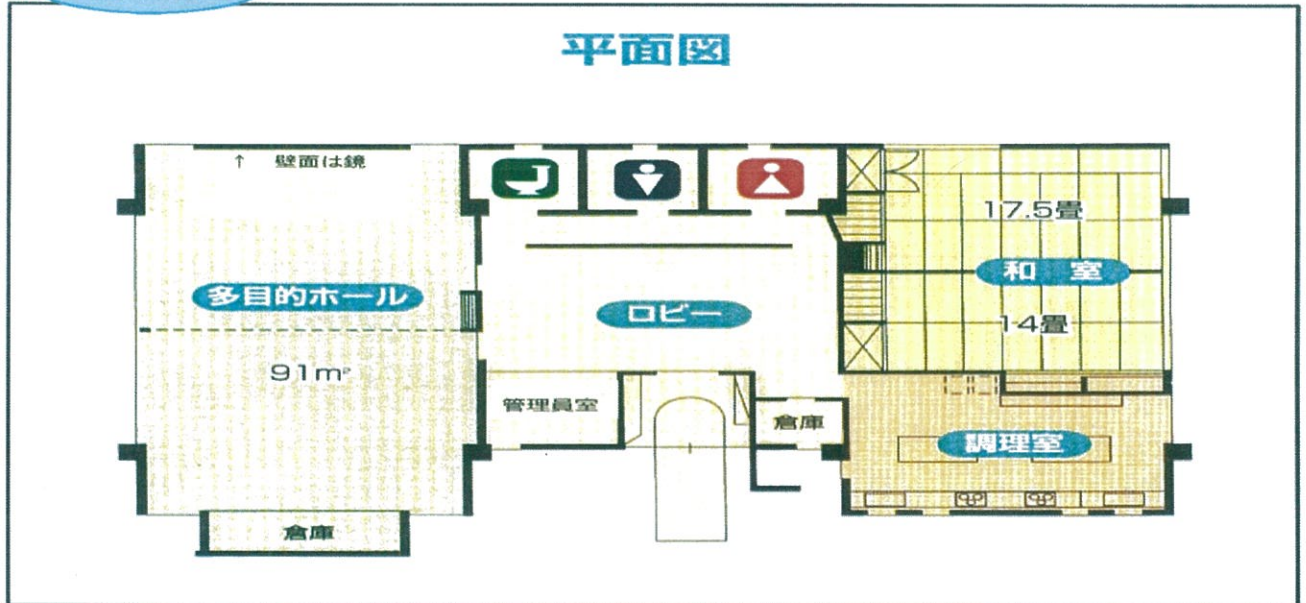 平面図
↑ 壁面は鏡
17.5畳
和 室
多目的ホール
ロビー
14畳
91㎡
管理員室
倉庫
調理室
倉庫